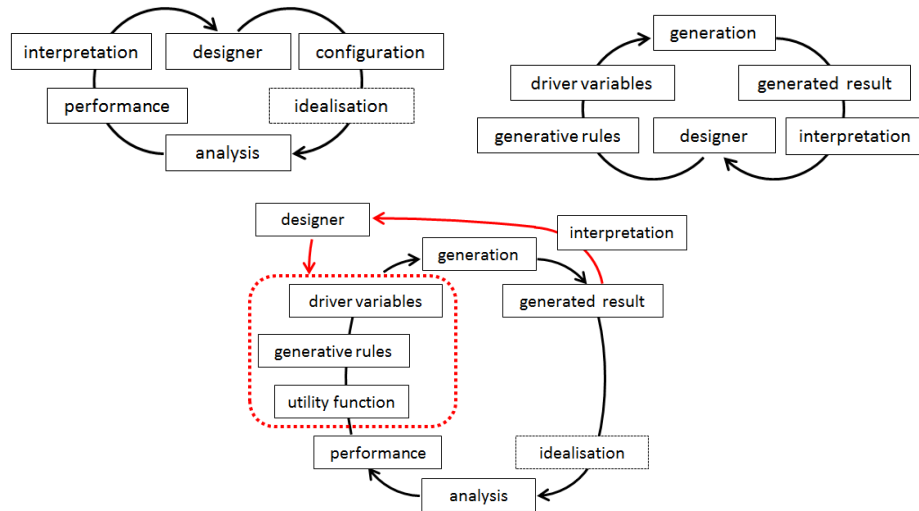 interpretation
designer
configuration
performance
idealisation
analysis
generation
driver variables
generated result
generative rules
designer
interpretation
designer
interpretation
generation
driver variables
generated result
generative rules
utility function
performance
idealisation
analysis